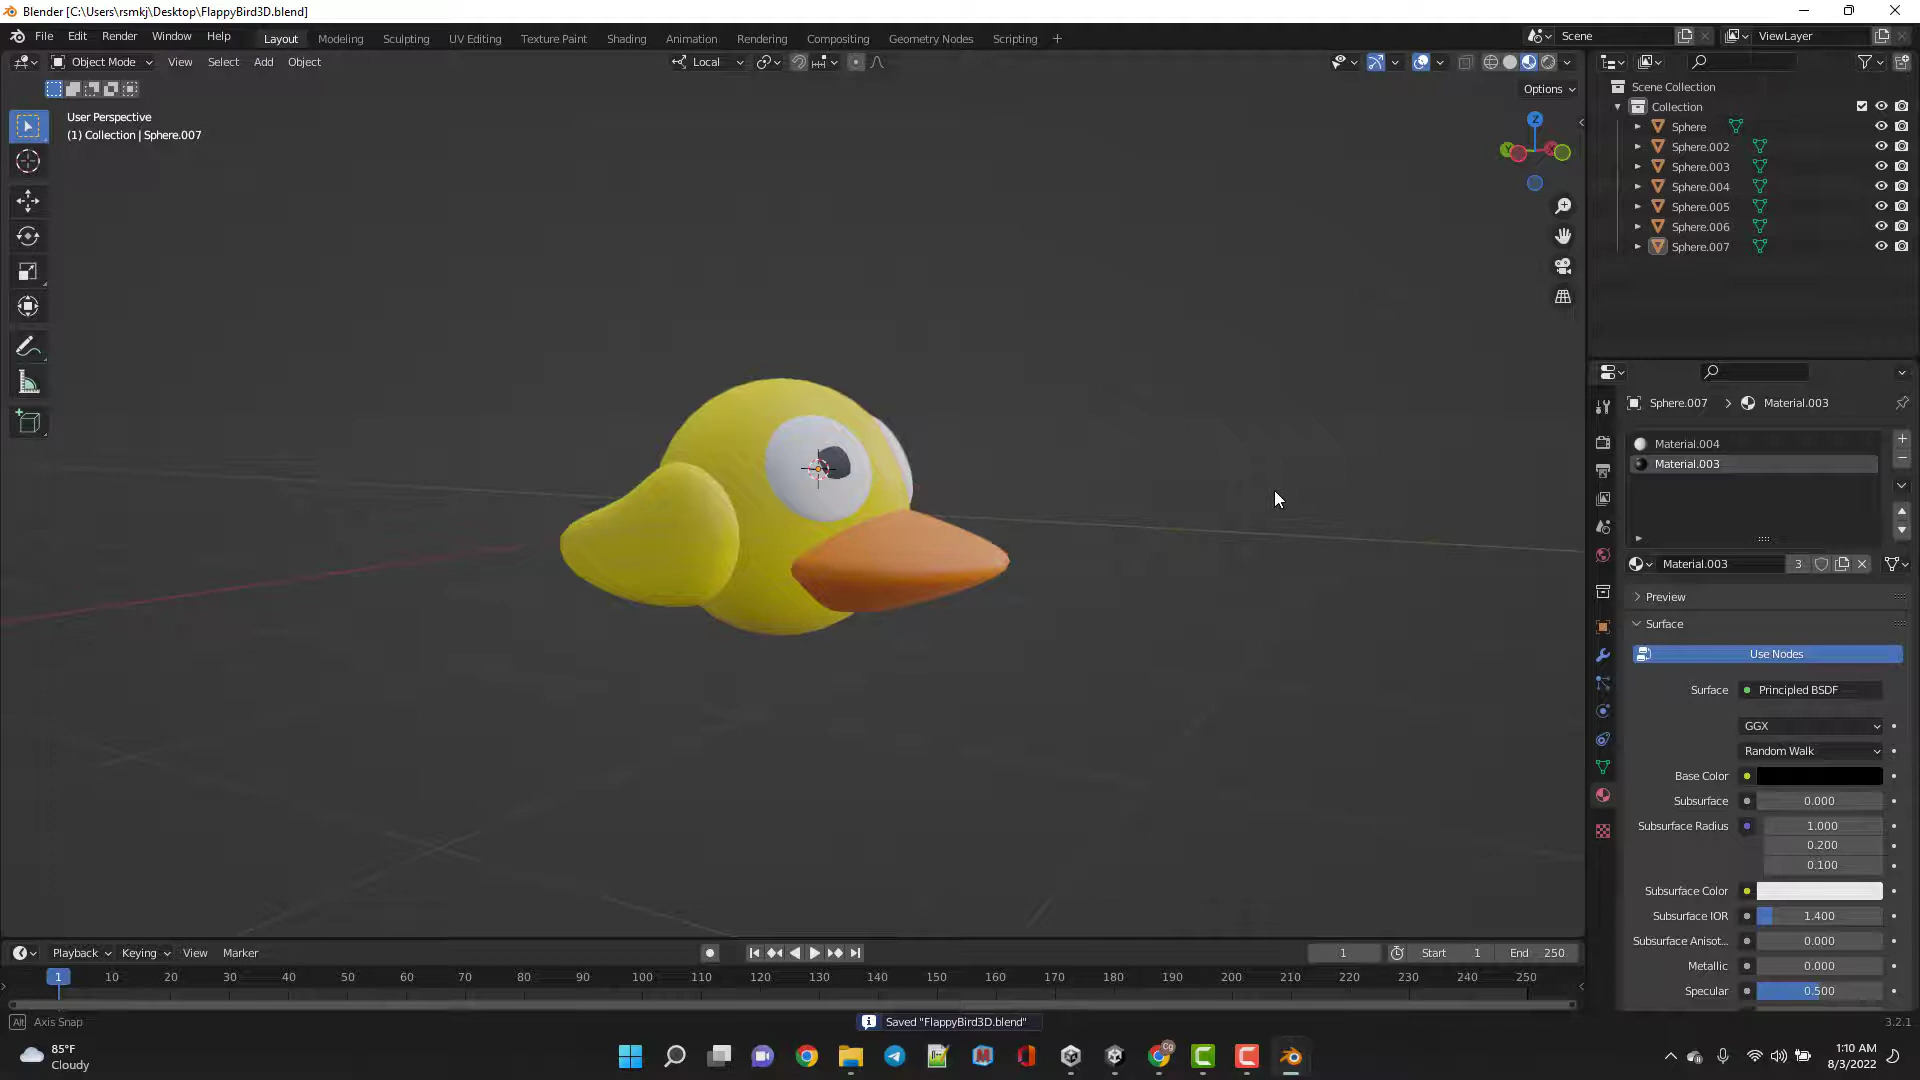 Blender [C:\Users\rsmkj\Desktop\FlappyBird3D.blend]
File Edit Render Window Help Layout Modeling Sculpting UV Editing Texture Paint Shading Animation Rendering Compositing Geometry Nodes Scripting + Scene ViewLayer
Object Mode View Select Add Object Local
Options
User Perspective
(1) Collection | Sphere.007
Z
Y
X
Scene Collection
Collection
Sphere
Sphere.002
Sphere.003
Sphere.004
Sphere.005
Sphere.006
Sphere.007
Sphere.007 > Material.003
Material.004
Material.003
Material.003 3
Preview
Surface
Use Nodes
Surface Principled BSDF
GGX
Random Walk
Base Color
Subsurface 0.000
Subsurface Radius 1.000
0.200
0.100
Subsurface Color
Subsurface IOR 1.400
Subsurface Anisot... 0.000
Metallic 0.000
Specular 0.500
Playback Keying View Marker 1 Start 1 End 250
1 10 20 30 40 50 60 70 80 90 100 110 120 130 140 150 160 170 180 190 200 210 220 230 240 250
Alt Axis Snap Saved "FlappyBird3D.blend" 3.2.1
85°F
Cloudy
Cg
1:10 AM
8/3/2022